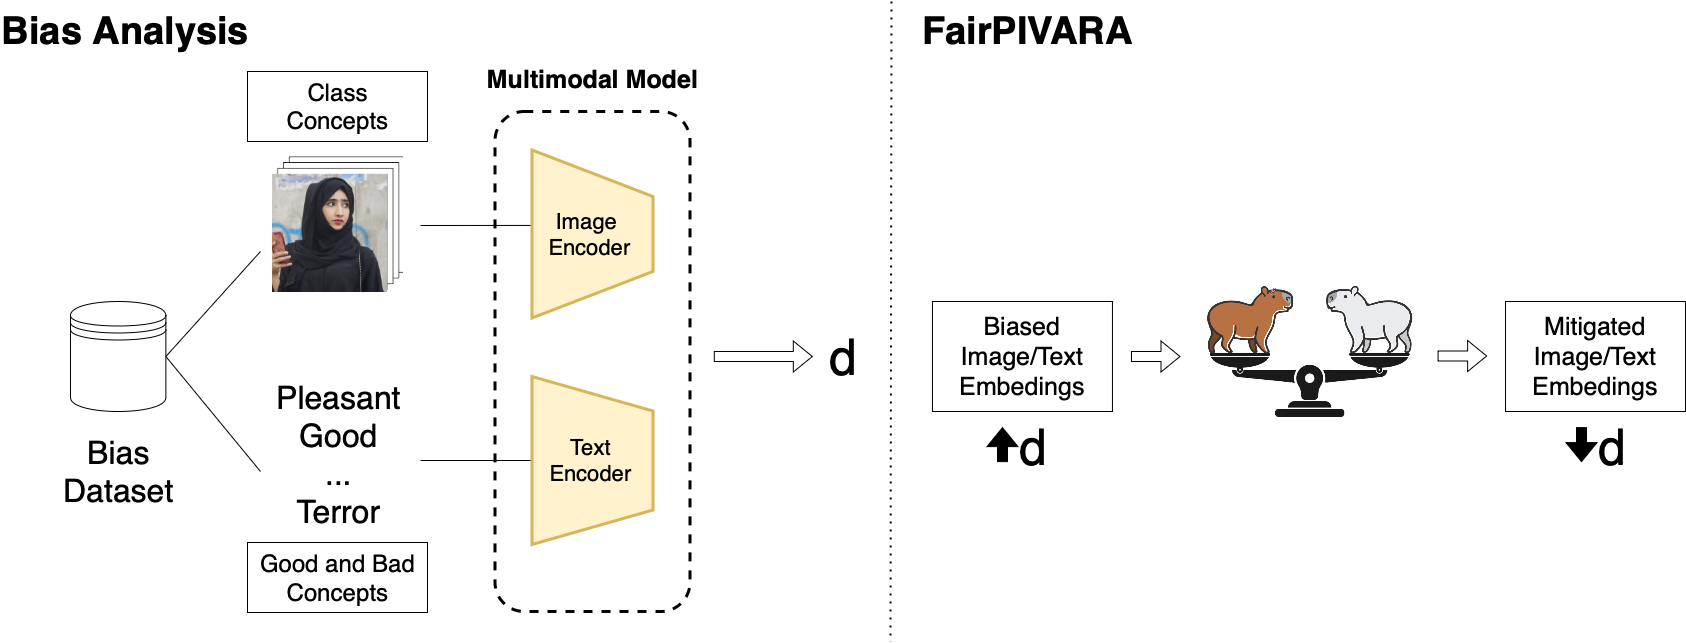 Bias Analysis
Class
Concepts
Multimodal Model
Image
Encoder
Bias
Dataset
Pleasant
Good
...
Terror
Text
Encoder
Good and Bad
Concepts
d
FairPIVARA
Biased
Image/Text
Embedings
d
Mitigated
Image/Text
Embedings
d